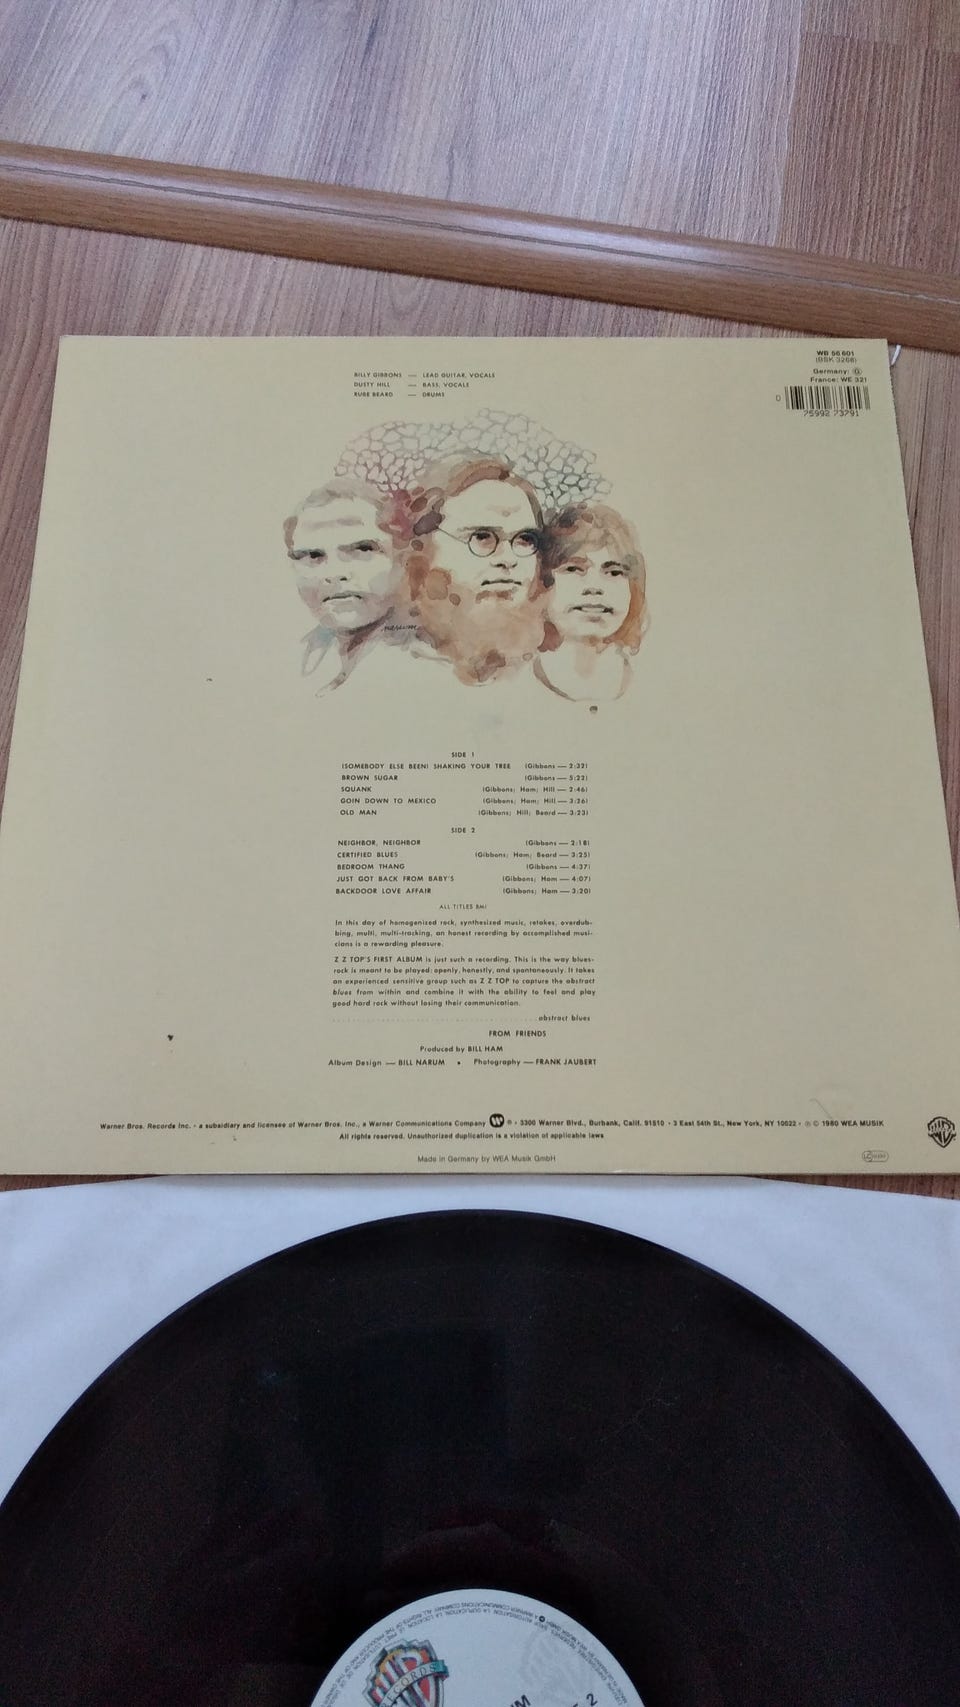 WB 56 601
(BSK 3268)
Germany: Ⓖ
France: WE 321
0
75992 73791
BILLY GIBBONS — LEAD GUITAR, VOCALS
DUSTY HILL — BASS, VOCALS
RUBE BEARD — DRUMS
narum
SIDE 1
(SOMEBODY ELSE BEEN) SHAKING YOUR TREE (Gibbons — 2:32)
BROWN SUGAR (Gibbons — 5:22)
SQUANK (Gibbons; Ham; Hill — 2:46)
GOIN DOWN TO MEXICO (Gibbons; Ham; Hill — 3:26)
OLD MAN (Gibbons; Hill; Beard — 3:23)
SIDE 2
NEIGHBOR, NEIGHBOR (Gibbons — 2:18)
CERTIFIED BLUES (Gibbons; Ham; Beard — 3:25)
BEDROOM THANG (Gibbons — 4:37)
JUST GOT BACK FROM BABY'S (Gibbons; Ham — 4:07)
BACKDOOR LOVE AFFAIR (Gibbons; Ham — 3:20)
ALL TITLES BMI
In this day of homogenized rock, synthesized music, retakes, overdub-
bing, multi, multi-tracking, an honest recording by accomplished musi-
cians is a rewarding pleasure.
Z Z TOP'S FIRST ALBUM is just such a recording. This is the way blues-
rock is meant to be played: openly, honestly, and spontaneously. It takes
an experienced sensitive group such as Z Z TOP to capture the abstract
blues from within and combine it with the ability to feel and play
good hard rock without losing their communication.
abstract blues
FROM FRIENDS
Produced by BILL HAM
Album Design — BILL NARUM • Photography — FRANK JAUBERT
Warner Bros. Records Inc. • a subsidiary and licensee of Warner Bros. Inc., a Warner Communications Company ® • 3300 Warner Blvd., Burbank, Calif. 91510 • 3 East 54th St., New York, NY 10022 • ℗ © 1980 WEA MUSIK
All rights reserved. Unauthorized duplication is a violation of applicable laws
Made in Germany by WEA Musik GmbH
RECORDS
2